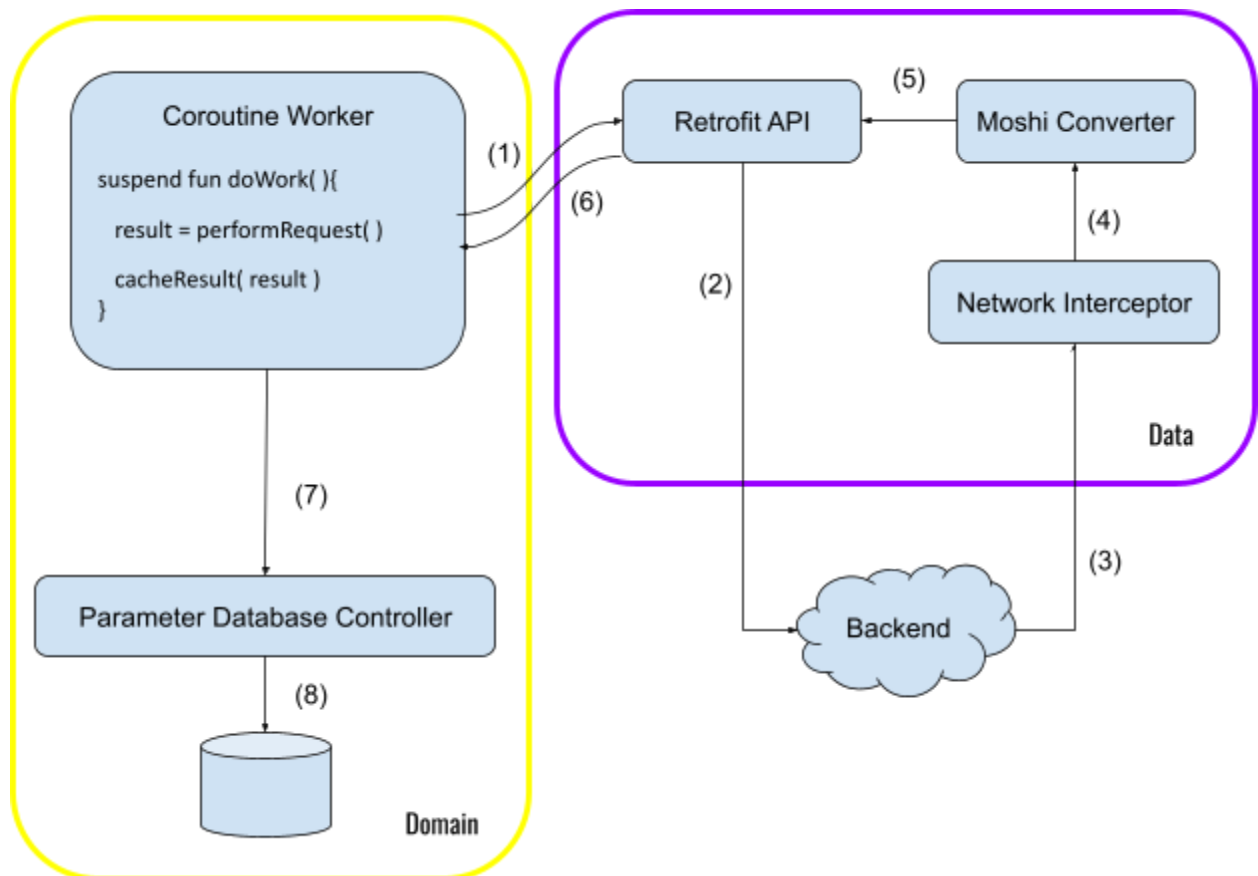 Coroutine Worker
suspend fun doWork( ){
result = performRequest( )
cacheResult( result )
}
(1)
(6)
Retrofit API
(5)
Moshi Converter
(4)
(2)
Network Interceptor
Data
(7)
(3)
Parameter Database Controller
Backend
(8)
Domain